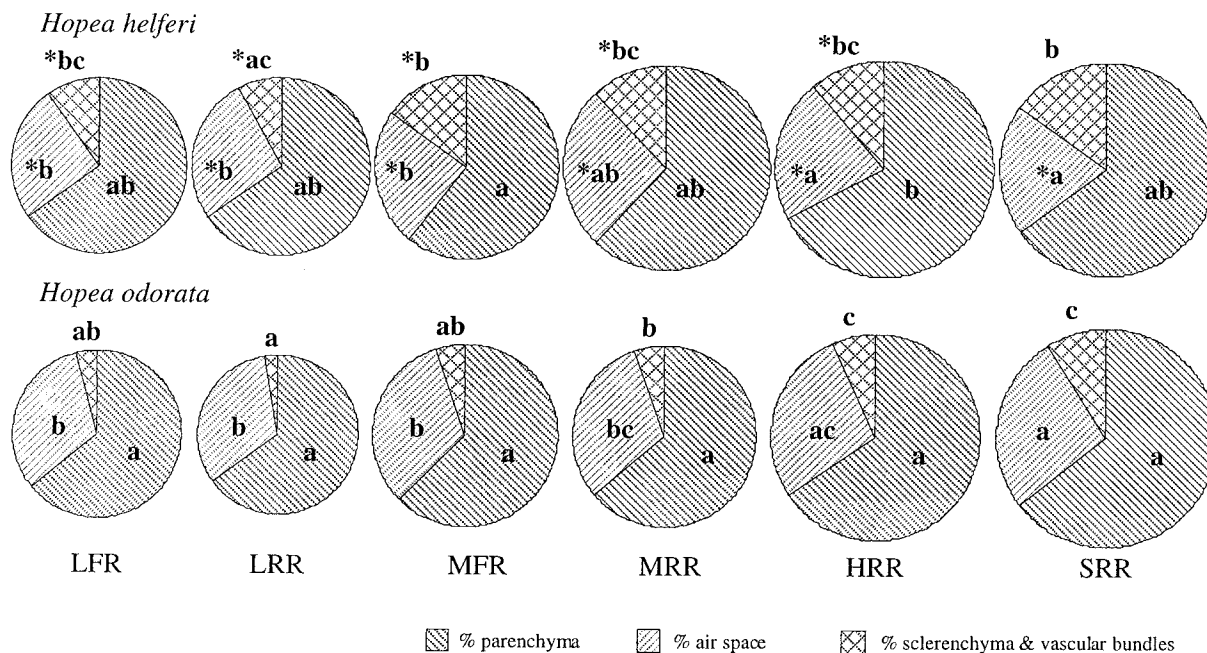 Hopea helferi
*bc *ac *b *bc *bc b
*b ab *b ab *b a *ab ab *a b *a ab
Hopea odorata
ab a ab b c c
b a b a b a bc a ac a a a
LFR LRR MFR MRR HRR SRR
% parenchyma % air space % sclerenchyma & vascular bundles